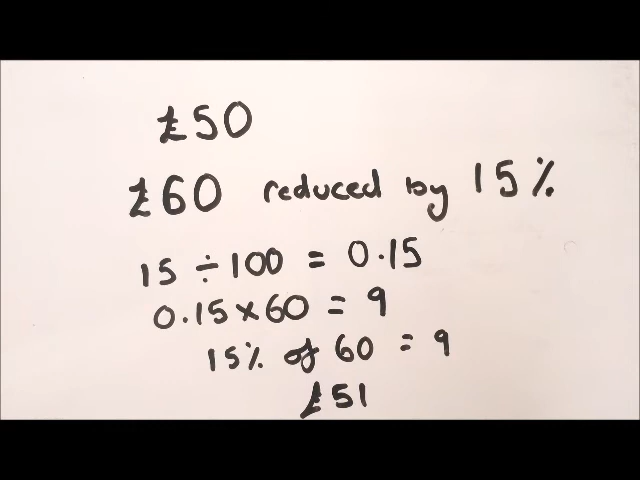 £50
£60 reduced by 15%
15 ÷ 100 = 0.15
0.15 × 60 = 9
15% of 60 = 9
£51